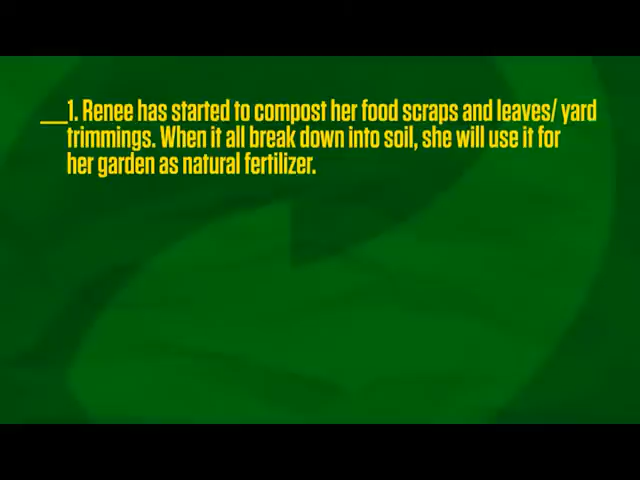 __1. Renee has started to compost her food scraps and leaves/ yard
trimmings. When it all break down into soil, she will use it for
her garden as natural fertilizer.